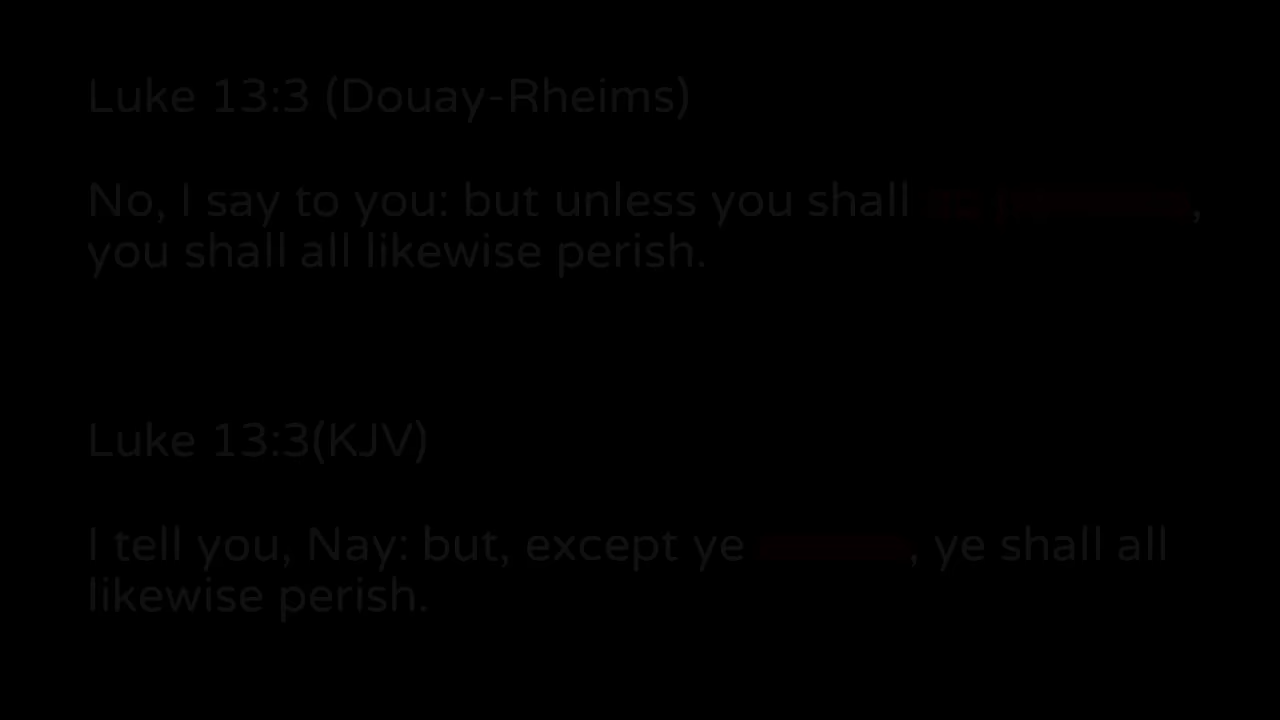 Luke 13:3 (Douay-Rheims)
No, I say to you: but unless you shall ,
you shall all likewise perish.
Luke 13:3(KJV)
I tell you, Nay: but, except ye , ye shall all
likewise perish.